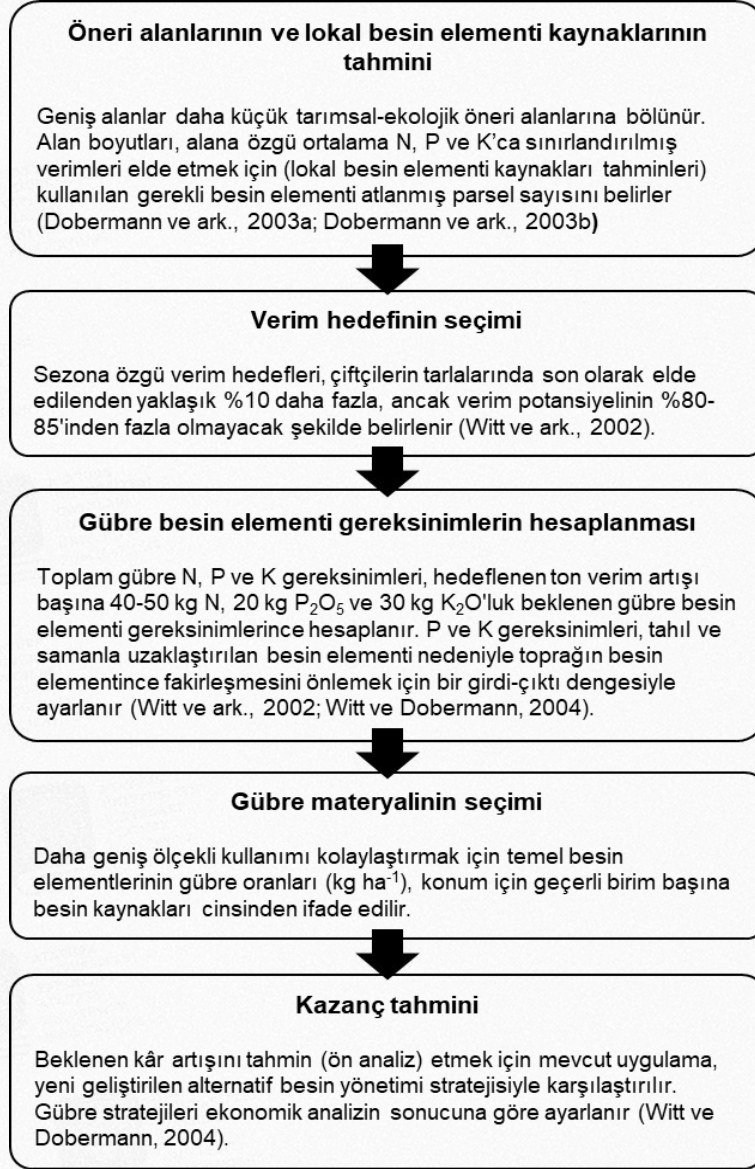 Öneri alanlarının ve lokal besin elementi kaynaklarının
tahmini
Geniş alanlar daha küçük tarımsal-ekolojik öneri alanlarına bölünür.
Alan boyutları, alana özgü ortalama N, P ve K'ca sınırlandırılmış
verimleri elde etmek için (lokal besin elementi kaynakları tahminleri)
kullanılan gerekli besin elementi atlanmış parsel sayısını belirler
(Dobermann ve ark., 2003a; Dobermann ve ark., 2003b)
Verim hedefinin seçimi
Sezona özgü verim hedefleri, çiftçilerin tarlalarında son olarak elde
edilenden yaklaşık %10 daha fazla, ancak verim potansiyelinin %80-
85'inden fazla olmayacak şekilde belirlenir (Witt ve ark., 2002).
Gübre besin elementi gereksinimlerin hesaplanması
Toplam gübre N, P ve K gereksinimleri, hedeflenen ton verim artışı
başına 40-50 kg N, 20 kg P₂O₅ ve 30 kg K₂O'luk beklenen gübre besin
elementi gereksinimlerince hesaplanır. P ve K gereksinimleri, tahıl ve
samanla uzaklaştırılan besin elementi nedeniyle toprağın besin
elementince fakirleşmesini önlemek için bir girdi-çıktı dengesiyle
ayarlanır (Witt ve ark., 2002; Witt ve Dobermann, 2004).
Gübre materyalinin seçimi
Daha geniş ölçekli kullanımı kolaylaştırmak için temel besin
elementlerinin gübre oranları (kg ha⁻¹), konum için geçerli birim başına
besin kaynakları cinsinden ifade edilir.
Kazanç tahmini
Beklenen kâr artışını tahmin (ön analiz) etmek için mevcut uygulama,
yeni geliştirilen alternatif besin yönetimi stratejisiyle karşılaştırılır.
Gübre stratejileri ekonomik analizin sonucuna göre ayarlanır (Witt ve
Dobermann, 2004).